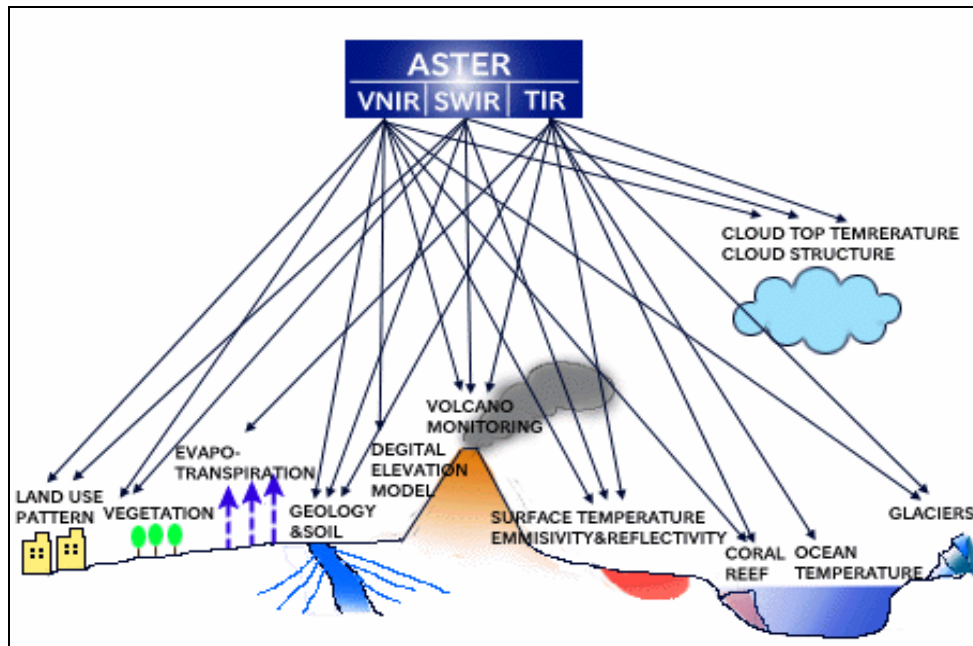 ASTER
VNIR SWIR TIR
CLOUD TOP TEMRERATURE
CLOUD STRUCTURE
VOLCANO
MONITORING
EVAPO-
TRANSPIRATION
DEGITAL
ELEVATION
MODEL
LAND USE
PATTERN
VEGETATION
GEOLOGY
&SOIL
SURFACE TEMPERATURE
EMMISIVITY&REFLECTIVITY
CORAL
REEF
OCEAN
TEMPERATURE
GLACIERS